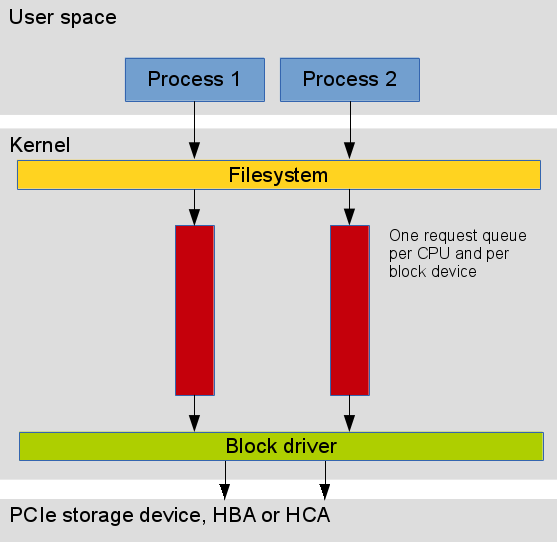 User space
Process 1
Process 2
Kernel
Filesystem
One request queue
per CPU and per
block device
Block driver
PCIe storage device, HBA or HCA